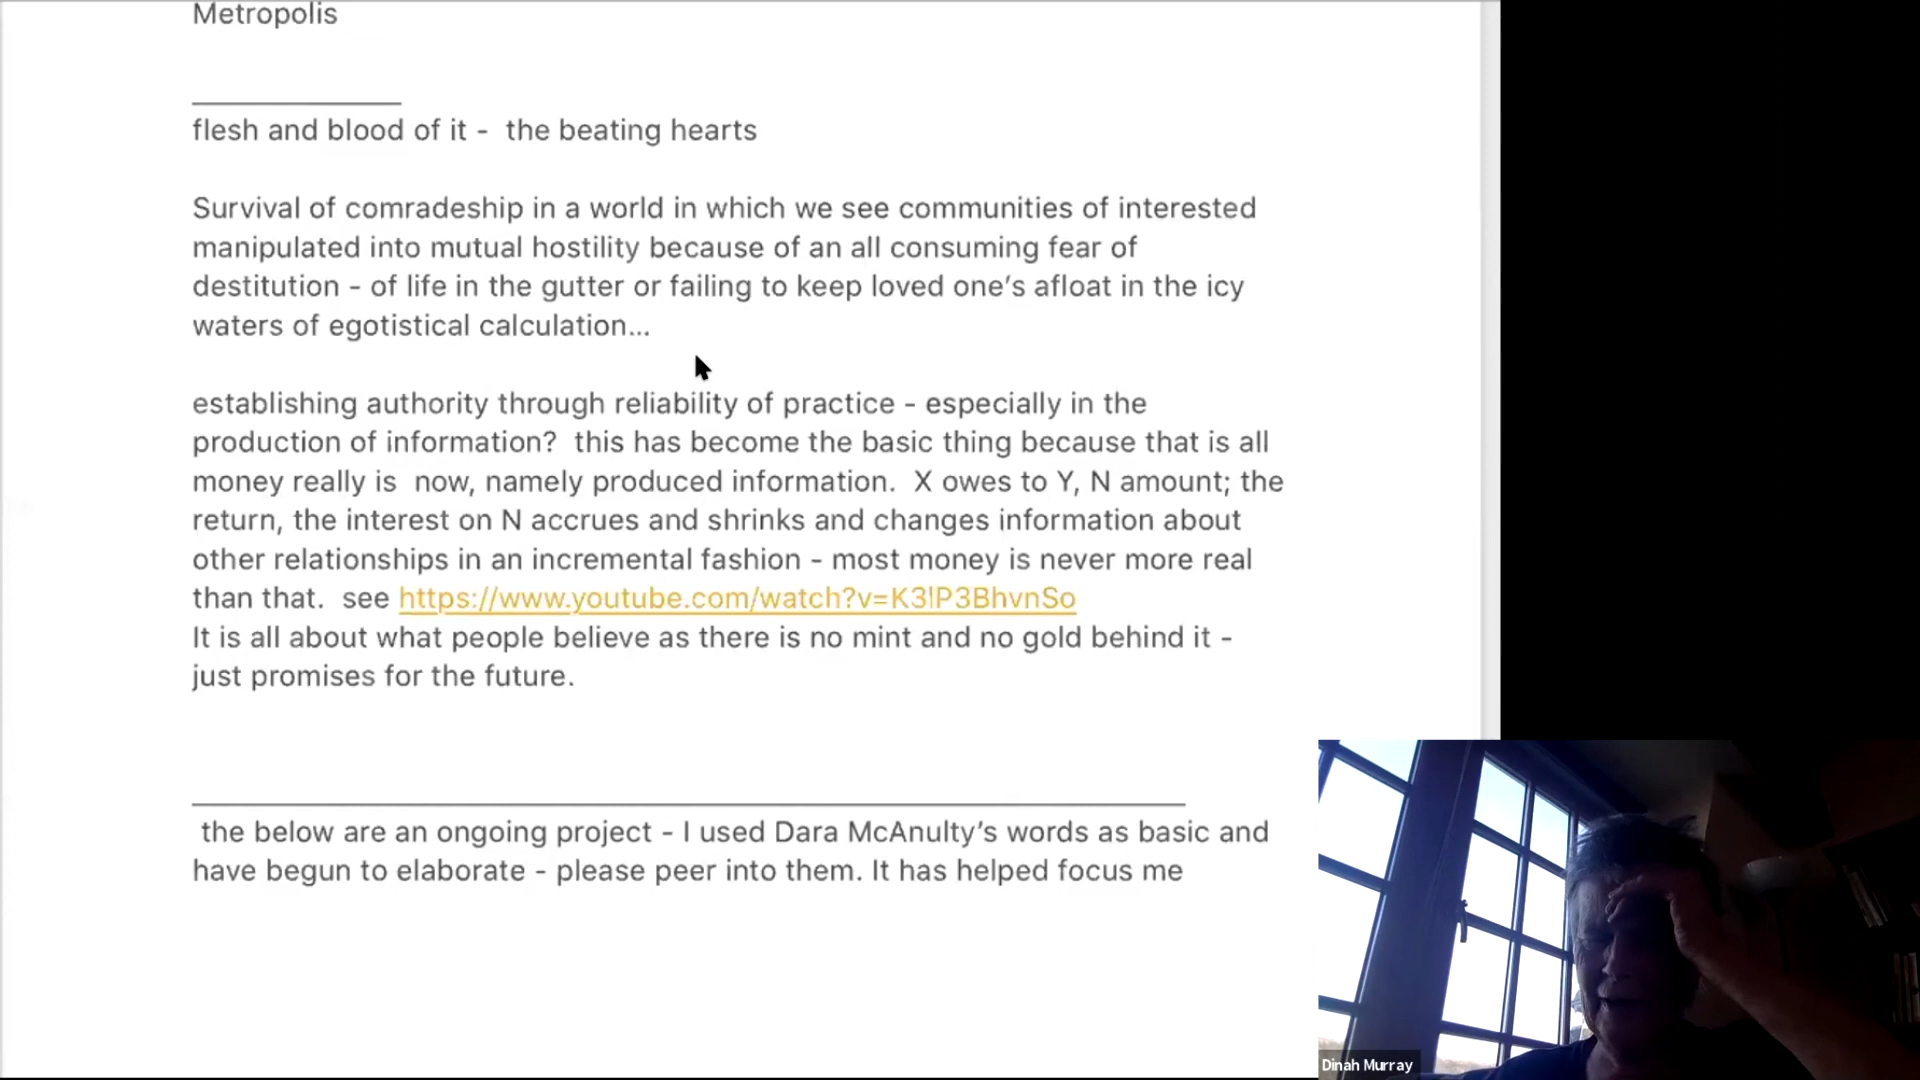 Metropolis
flesh and blood of it -  the beating hearts
Survival of comradeship in a world in which we see communities of interested
manipulated into mutual hostility because of an all consuming fear of
destitution - of life in the gutter or failing to keep loved one's afloat in the icy
waters of egotistical calculation...
establishing authority through reliability of practice - especially in the
production of information?  this has become the basic thing because that is all
money really is  now, namely produced information.  X owes to Y, N amount; the
return, the interest on N accrues and shrinks and changes information about
other relationships in an incremental fashion - most money is never more real
than that.  see https://www.youtube.com/watch?v=K3lP3BhvnSo
It is all about what people believe as there is no mint and no gold behind it -
just promises for the future.
the below are an ongoing project - I used Dara McAnulty's words as basic and
have begun to elaborate - please peer into them. It has helped focus me
Dinah Murray